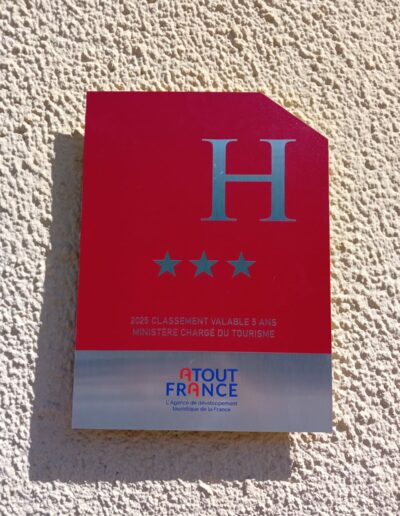 H
★★★
2025 CLASSEMENT VALABLE 5 ANS
MINISTÈRE CHARGÉ DU TOURISME
ATOUT
FRANCE
L'Agence de développement
touristique de la France